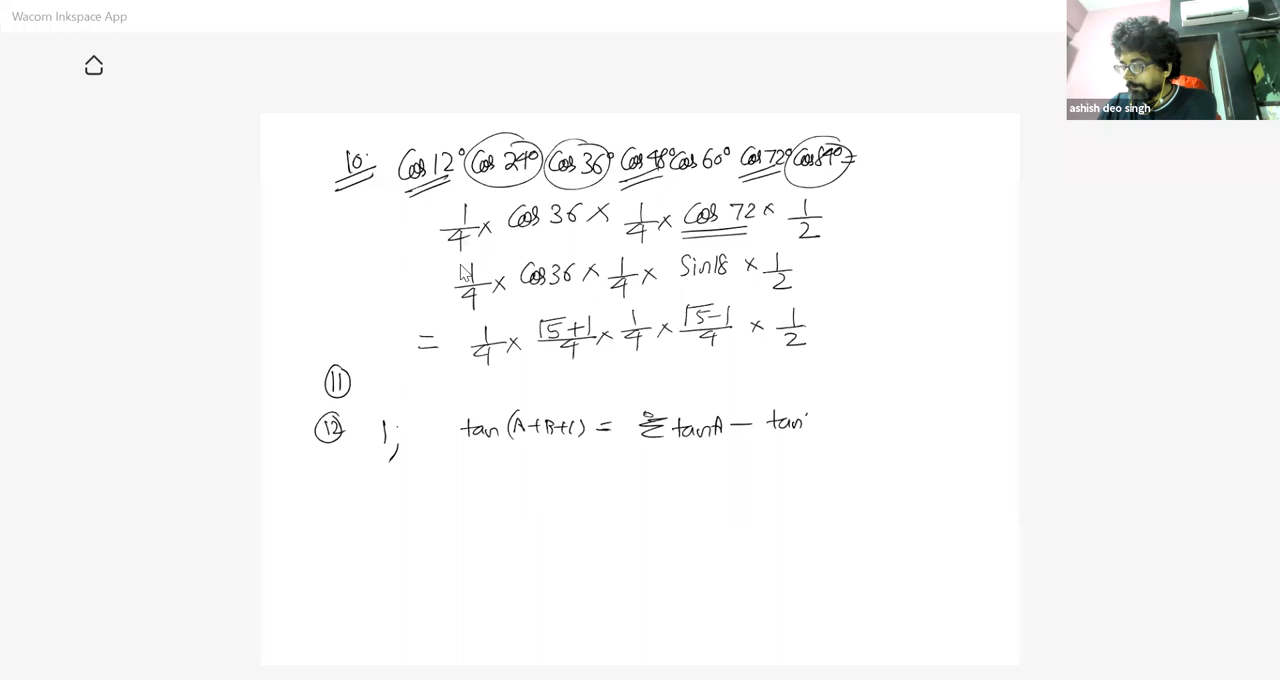 Wacom Inkspace App
ashish deo singh
10. Cos 12° Cos 24° Cos 36° Cos 48° Cos 60° Cos 72° Cos 84° =
1/4 × Cos 36 × 1/4 × Cos 72 × 1/2
1/4 × Cos 36 × 1/4 × Sin 18 × 1/2
= 1/4 × √5+1/4 × 1/4 × √5-1/4 × 1/2
11
12 1; tan (A+B+C) = Σ tanA — tan